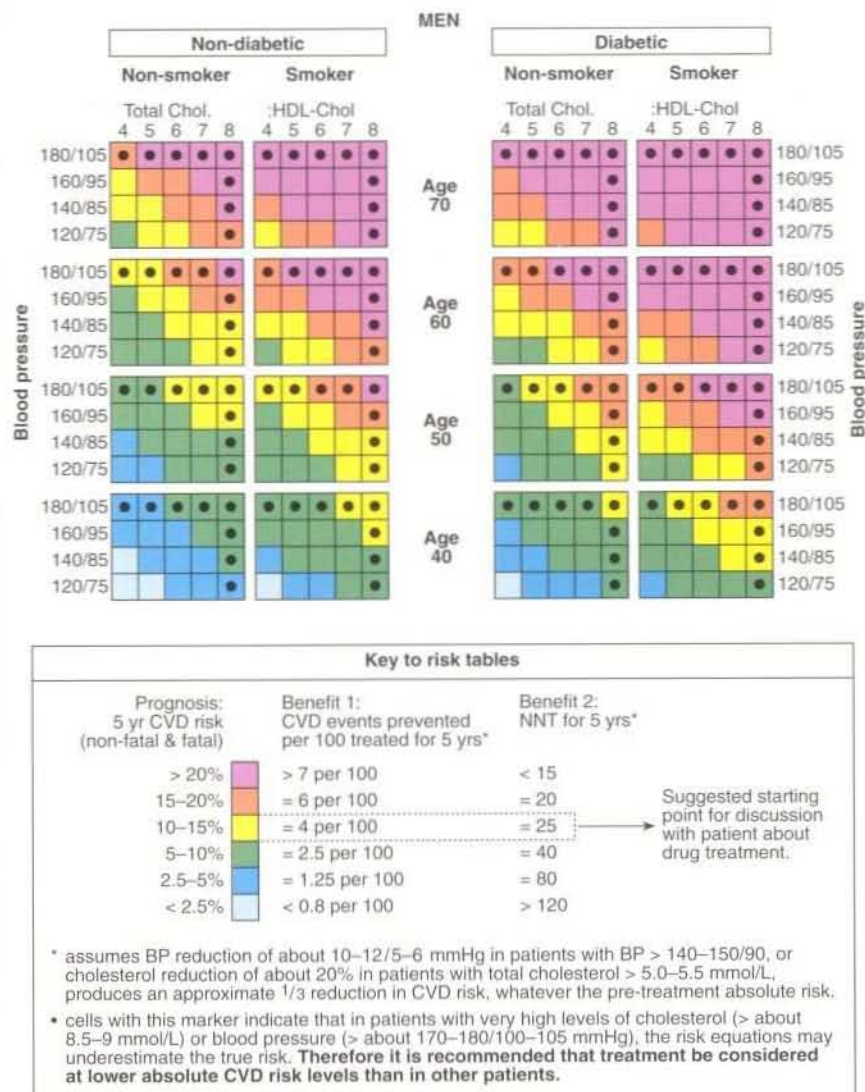 MEN
Non-diabetic
Diabetic
Non-smoker Smoker
Non-smoker Smoker
Total Chol. :HDL-Chol
Total Chol. :HDL-Chol
4 5 6 7 8 4 5 6 7 8
4 5 6 7 8 4 5 6 7 8
Blood pressure
180/105
160/95
140/85
120/75
Age
70
180/105
160/95
140/85
120/75
180/105
160/95
140/85
120/75
Age
60
180/105
160/95
140/85
120/75
180/105
160/95
140/85
120/75
Age
50
180/105
160/95
140/85
120/75
180/105
160/95
140/85
120/75
Age
40
180/105
160/95
140/85
120/75
Blood pressure
Key to risk tables
Prognosis:
5 yr CVD risk
(non-fatal & fatal)
Benefit 1:
CVD events prevented
per 100 treated for 5 yrs*
Benefit 2:
NNT for 5 yrs*
> 20% > 7 per 100 < 15
15–20% = 6 per 100 = 20
10–15% = 4 per 100 = 25
5–10% = 2.5 per 100 = 40
2.5–5% = 1.25 per 100 = 80
< 2.5% < 0.8 per 100 > 120
Suggested starting
point for discussion
with patient about
drug treatment.
* assumes BP reduction of about 10–12/5–6 mmHg in patients with BP > 140–150/90, or
cholesterol reduction of about 20% in patients with total cholesterol > 5.0–5.5 mmol/L,
produces an approximate 1/3 reduction in CVD risk, whatever the pre-treatment absolute risk.
• cells with this marker indicate that in patients with very high levels of cholesterol (> about
8.5–9 mmol/L) or blood pressure (> about 170–180/100–105 mmHg), the risk equations may
underestimate the true risk. Therefore it is recommended that treatment be considered
at lower absolute CVD risk levels than in other patients.